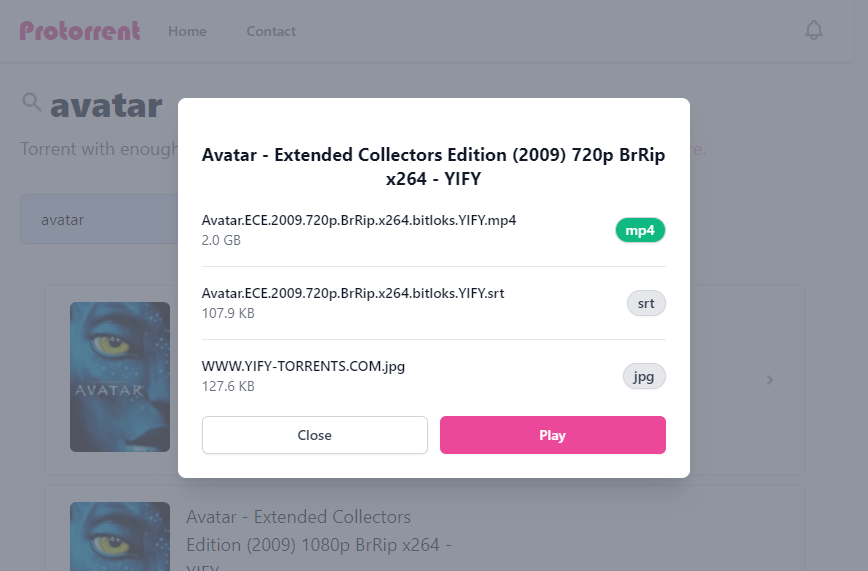 Protorrent
Home
Contact
avatar
Torrent with enough
re.
avatar
Avatar - Extended Collectors Edition (2009) 720p BrRip
x264 - YIFY
Avatar.ECE.2009.720p.BrRip.x264.bitloks.YIFY.mp4
mp4
2.0 GB
Avatar.ECE.2009.720p.BrRip.x264.bitloks.YIFY.srt
srt
107.9 KB
WWW.YIFY-TORRENTS.COM.jpg
jpg
127.6 KB
Close
Play
AVATAR
Avatar - Extended Collectors
Edition (2009) 1080p BrRip x264 -
YIFY